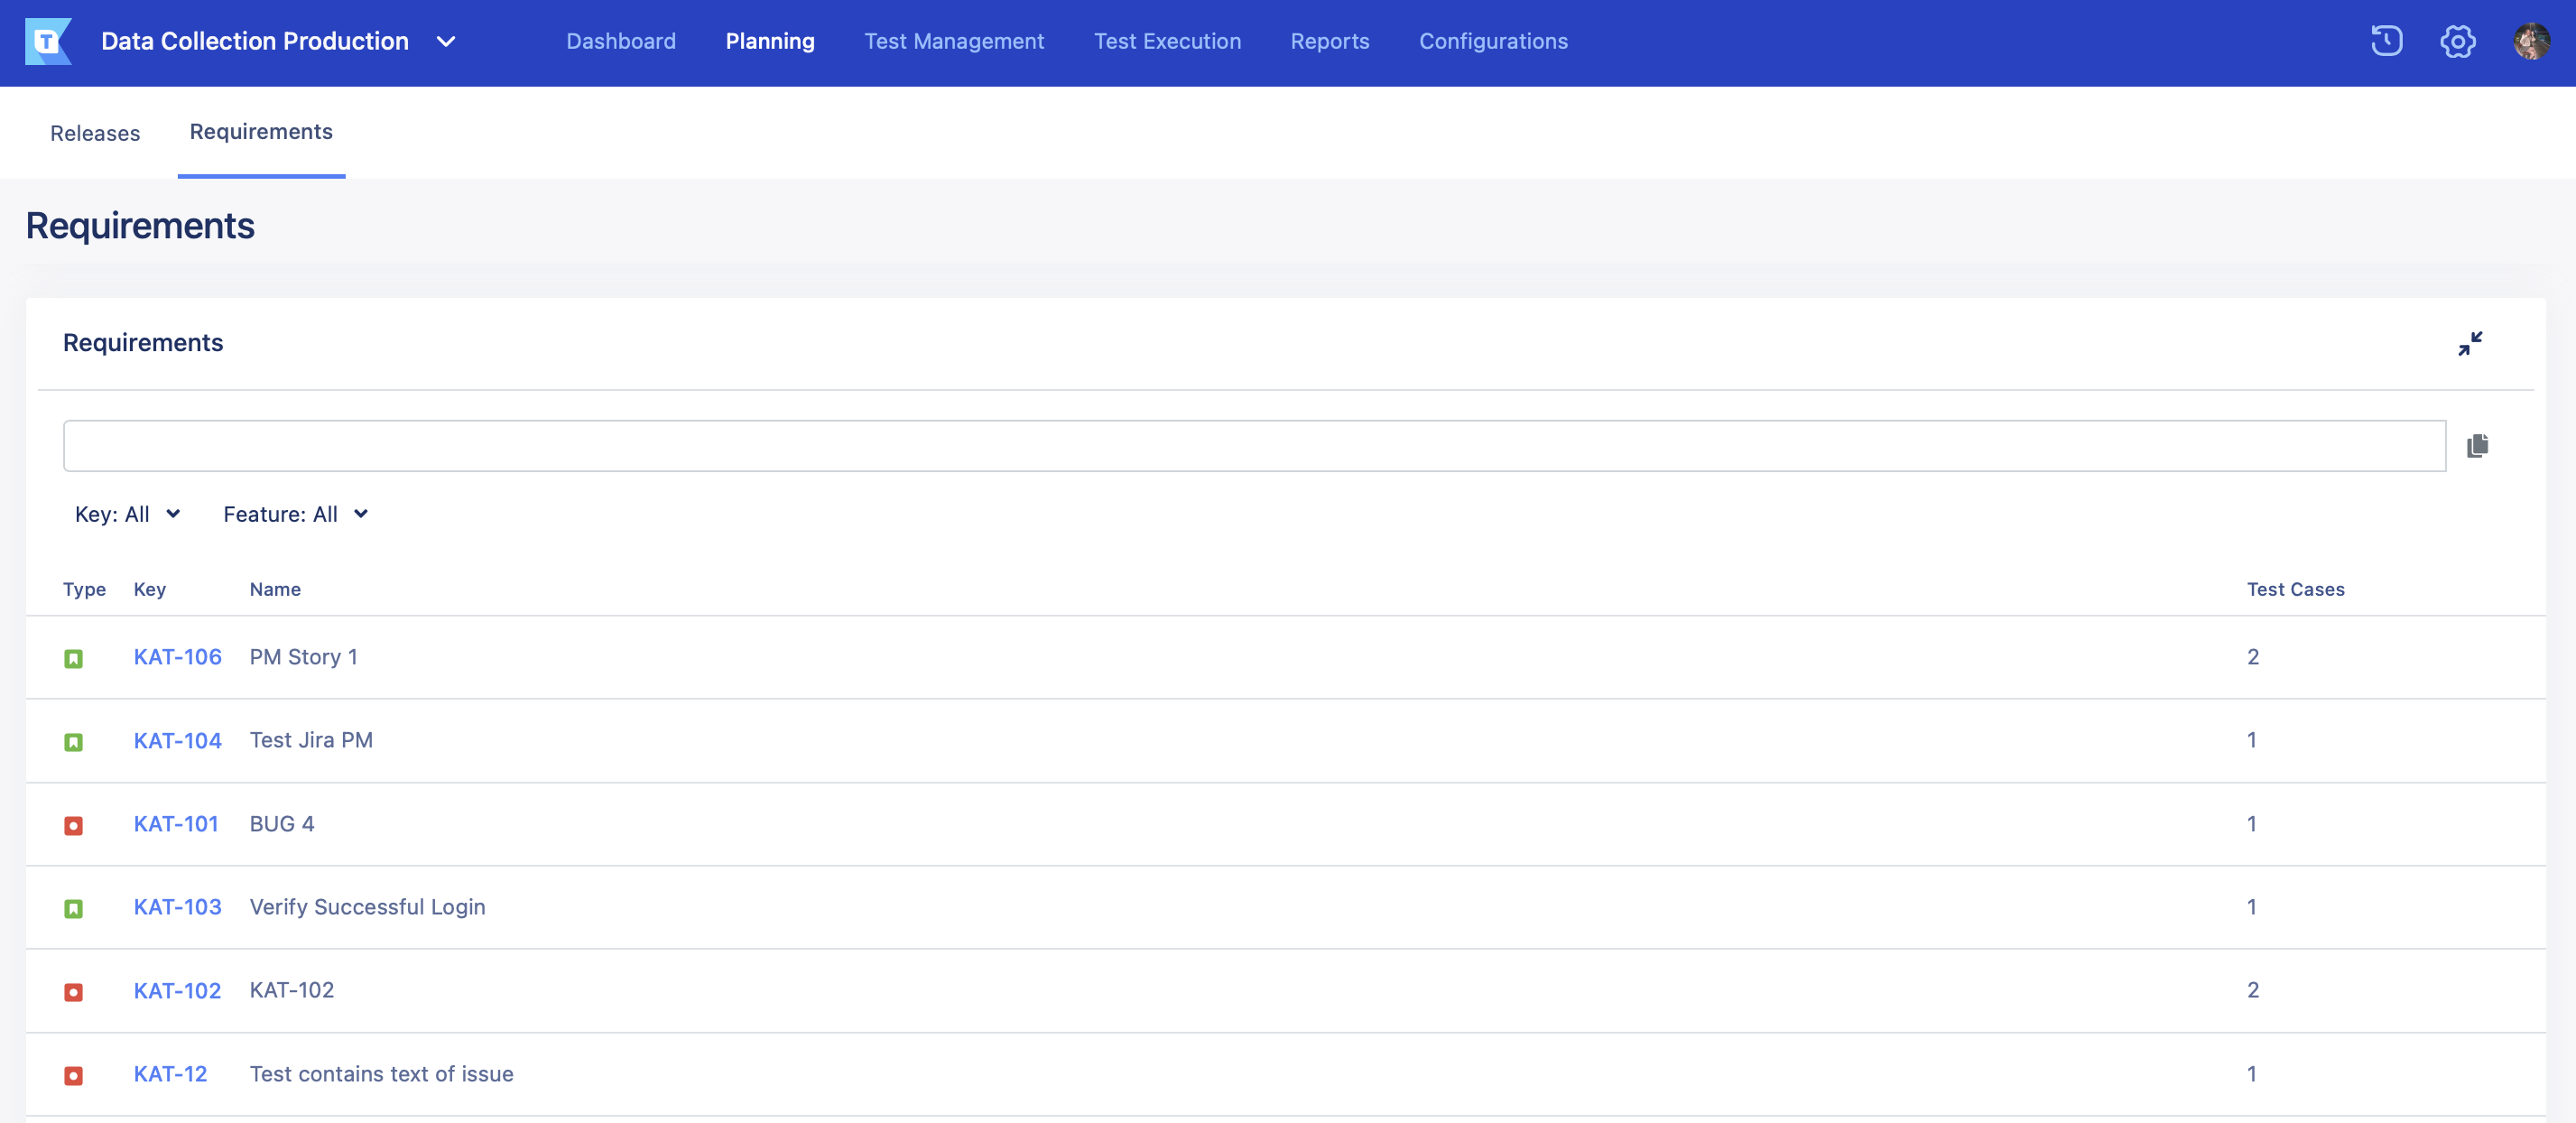 T Data Collection Production Dashboard Planning Test Management Test Execution Reports Configurations
Releases Requirements
Requirements
Requirements
Key: All Feature: All
Type Key Name Test Cases
KAT-106 PM Story 1 2
KAT-104 Test Jira PM 1
KAT-101 BUG 4 1
KAT-103 Verify Successful Login 1
KAT-102 KAT-102 2
KAT-12 Test contains text of issue 1